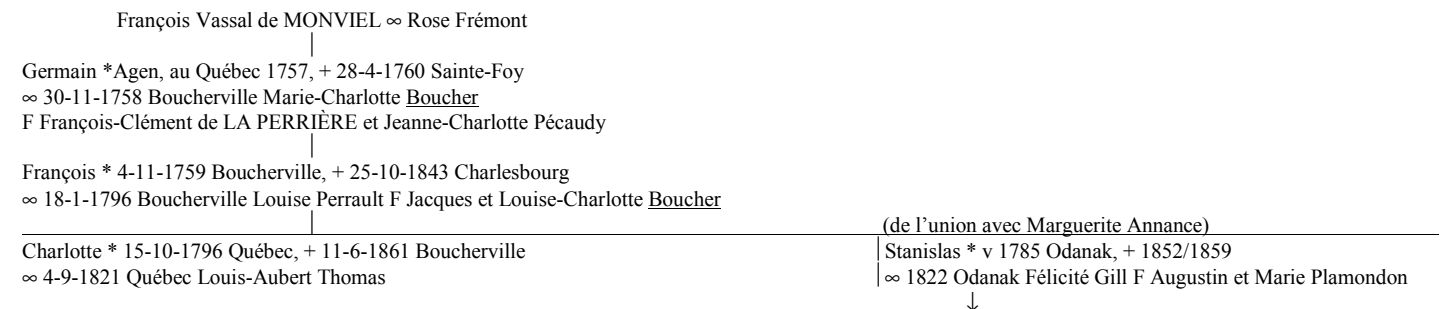 François Vassal de MONVIEL ∞ Rose Frémont
Germain *Agen, au Québec 1757, + 28-4-1760 Sainte-Foy
∞ 30-11-1758 Boucherville Marie-Charlotte Boucher
F François-Clément de LA PERRIÈRE et Jeanne-Charlotte Pécaudy
François * 4-11-1759 Boucherville, + 25-10-1843 Charlesbourg
∞ 18-1-1796 Boucherville Louise Perrault F Jacques et Louise-Charlotte Boucher
(de l’union avec Marguerite Annance)
Charlotte * 15-10-1796 Québec, + 11-6-1861 Boucherville
∞ 4-9-1821 Québec Louis-Aubert Thomas
Stanislas * v 1785 Odanak, + 1852/1859
∞ 1822 Odanak Félicité Gill F Augustin et Marie Plamondon
↓